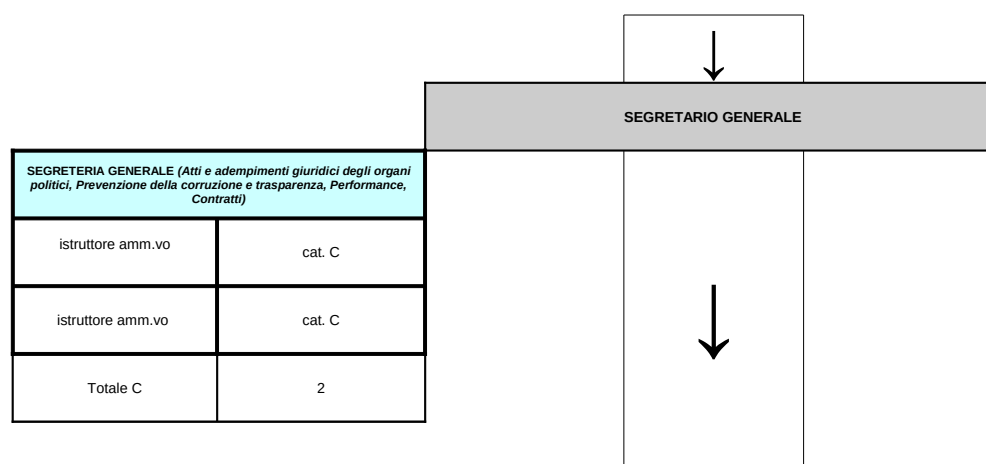 SEGRETARIO GENERALE
SEGRETERIA GENERALE (Atti e adempimenti giuridici degli organi
politici, Prevenzione della corruzione e trasparenza, Performance,
Contratti)
istruttore amm.vo cat. C
istruttore amm.vo cat. C
Totale C 2